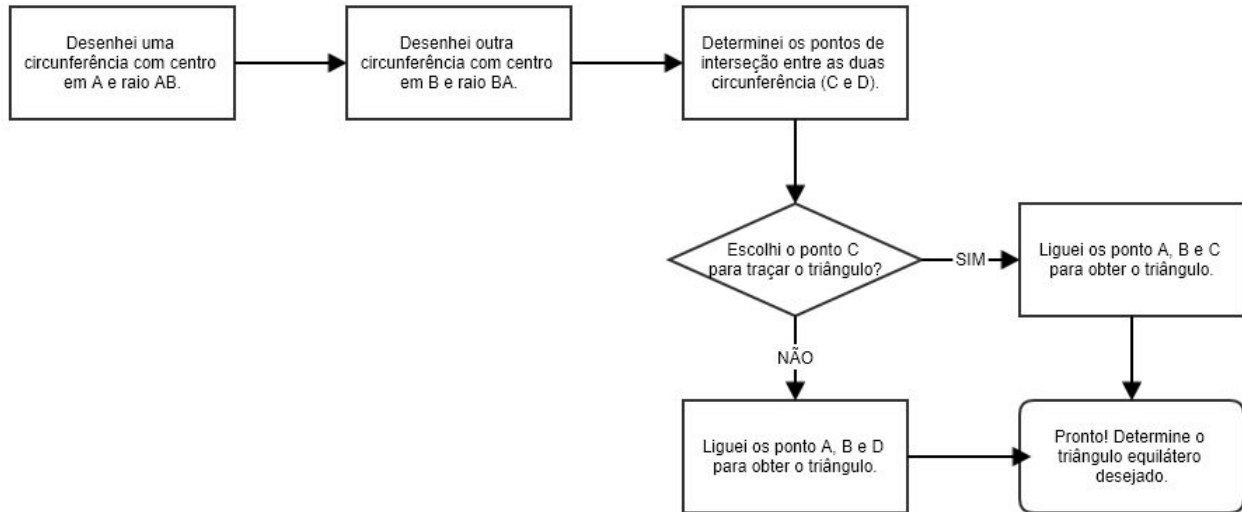 Desenhei uma
circunferência com centro
em A e raio AB.
Desenhei outra
circunferência com centro
em B e raio BA.
Determinei os pontos de
interseção entre as duas
circunferência (C e D).
Escolhi o ponto C
para traçar o triângulo?
SIM
Liguei os ponto A, B e C
para obter o triângulo.
NÃO
Liguei os ponto A, B e D
para obter o triângulo.
Pronto! Determine o
triângulo equilátero
desejado.